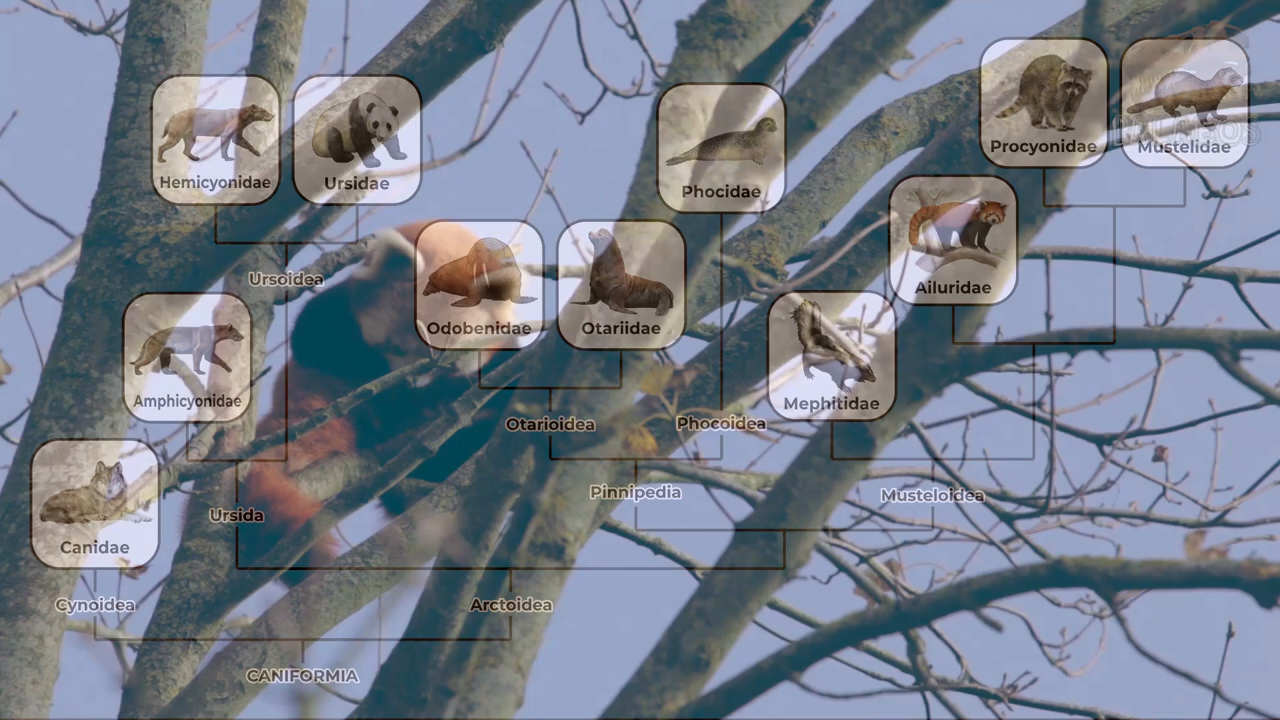 Hemicyonidae
Ursidae
Phocidae
Procyonidae
Mustelidae
Ursoidea
Odobenidae
Otariidae
Ailuridae
Amphicyonidae
Mephitidae
Otarioidea
Phocoidea
Canidae
Ursida
Pinnipedia
Musteloidea
Cynoidea
Arctoidea
CANIFORMIA